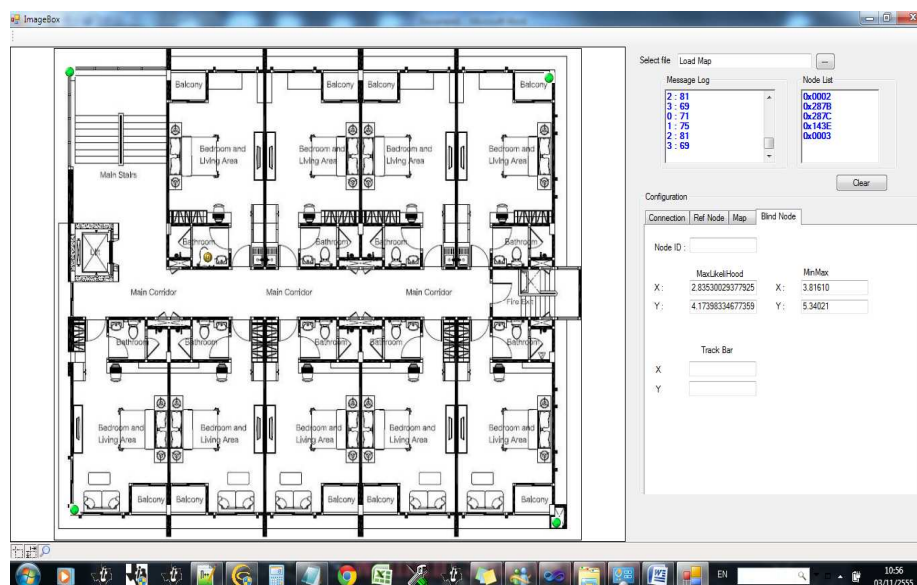 ImageBox
Document1 - Microsoft Word
Select file Load Map ...
Message Log
Node List
2 : 81
3 : 69
0 : 71
1 : 75
2 : 81
3 : 69
0x0002
0x287B
0x287C
0x143E
0x0003
Clear
Configuration
Connection Ref Node Map Blind Node
Node ID :
MaxLikeliHood MinMax
X : 2.83530029377925 X : 3.81610
Y : 4.17398334677359 Y : 5.34021
Track Bar
X
Y
Balcony Balcony Balcony Balcony
Main Stairs
Bedroom and Living Area
Bedroom and Living Area
Bedroom and Living Area
Bedroom and Living Area
Lift
Bathroom Bathroom Bathroom Bathroom
Main Corridor Main Corridor Main Corridor
Fire Exit
Bathroom Bathroom Bathroom Bathroom Bathroom
Bedroom and Living Area
Bedroom and Living Area
Bedroom and Living Area
Bedroom and Living Area
Bedroom and Living Area
Balcony Balcony Balcony Balcony Balcony
EN
10:56